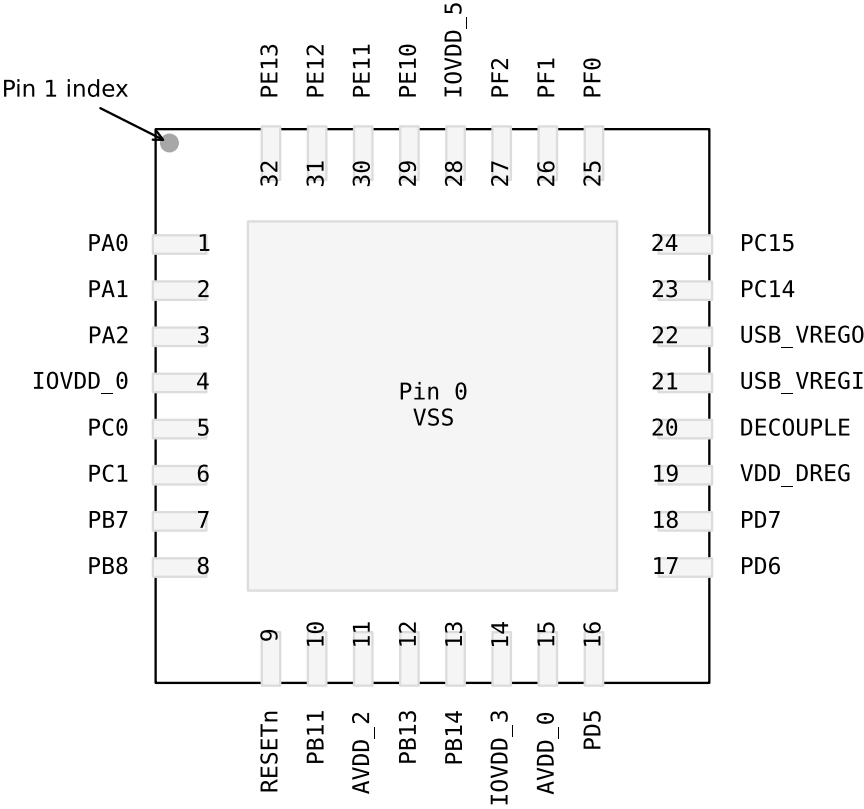 PE13 PE12 PE11 PE10 IOVDD_5 PF2 PF1 PF0
Pin 1 index
32 31 30 29 28 27 26 25
PA0 1 24 PC15
PA1 2 23 PC14
PA2 3 22 USB_VREGO
IOVDD_0 4 21 USB_VREGI
Pin 0
VSS
PC0 5 20 DECOUPLE
PC1 6 19 VDD_DREG
PB7 7 18 PD7
PB8 8 17 PD6
9 10 11 12 13 14 15 16
RESETn PB11 AVDD_2 PB13 PB14 IOVDD_3 AVDD_0 PD5